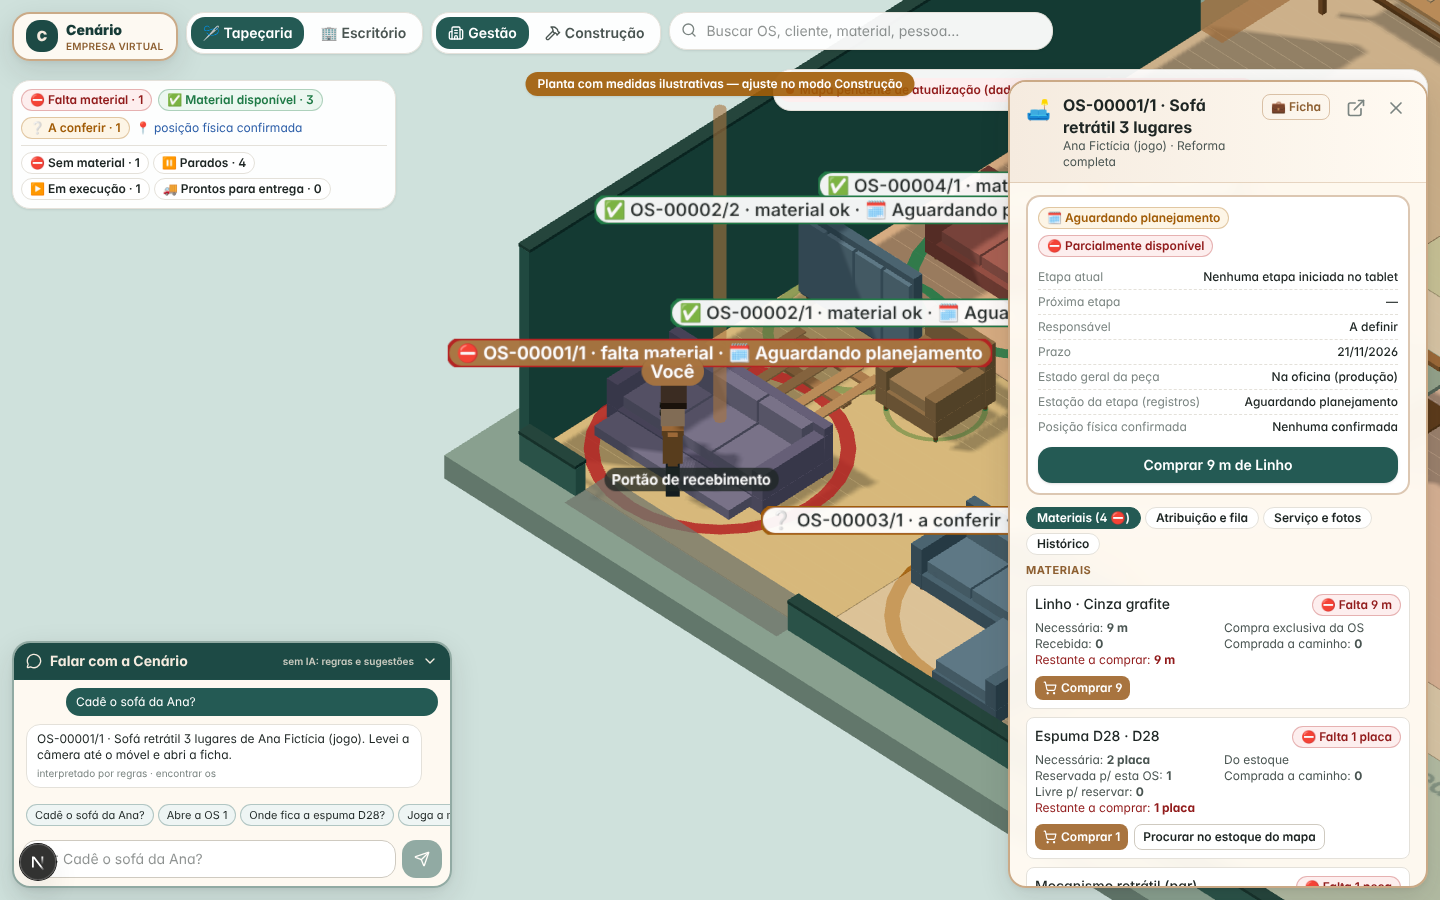 C
Cenário
EMPRESA VIRTUAL
Tapeçaria
Escritório
Gestão
Construção
Buscar OS, cliente, material, pessoa...
Falta material · 1
Material disponível · 3
A conferir · 1
posição física confirmada
Sem material · 1
Parados · 4
Em execução · 1
Prontos para entrega · 0
Planta com medidas ilustrativas — ajuste no modo Construção
atualização (dad
OS-00004/1 · mat
OS-00002/2 · material ok · Aguardando p
OS-00002/1 · material ok · Agua
OS-00001/1 · falta material · Aguardando planejamento
Você
Portão de recebimento
OS-00003/1 · a conferir
OS-00001/1 · Sofá
retrátil 3 lugares
Ana Fictícia (jogo) · Reforma
completa
Ficha
Aguardando planejamento
Parcialmente disponível
Etapa atual Nenhuma etapa iniciada no tablet
Próxima etapa —
Responsável A definir
Prazo 21/11/2026
Estado geral da peça Na oficina (produção)
Estação da etapa (registros) Aguardando planejamento
Posição física confirmada Nenhuma confirmada
Comprar 9 m de Linho
Materiais (4 ⛔)
Atribuição e fila
Serviço e fotos
Histórico
MATERIAIS
Linho · Cinza grafite
Falta 9 m
Necessária: 9 m Compra exclusiva da OS
Recebida: 0 Comprada a caminho: 0
Restante a comprar: 9 m
Comprar 9
Espuma D28 · D28
Falta 1 placa
Necessária: 2 placa Do estoque
Reservada p/ esta OS: 1 Comprada a caminho: 0
Livre p/ reservar: 0
Restante a comprar: 1 placa
Comprar 1
Procurar no estoque do mapa
Mecanismo retrátil (par)
Falta 1 peça
Falar com a Cenário
sem IA: regras e sugestões
Cadê o sofá da Ana?
OS-00001/1 · Sofá retrátil 3 lugares de Ana Fictícia (jogo). Levei a
câmera até o móvel e abri a ficha.
interpretado por regras · encontrar os
Cadê o sofá da Ana?
Abre a OS 1
Onde fica a espuma D28?
Joga a
N
Cadê o sofá da Ana?